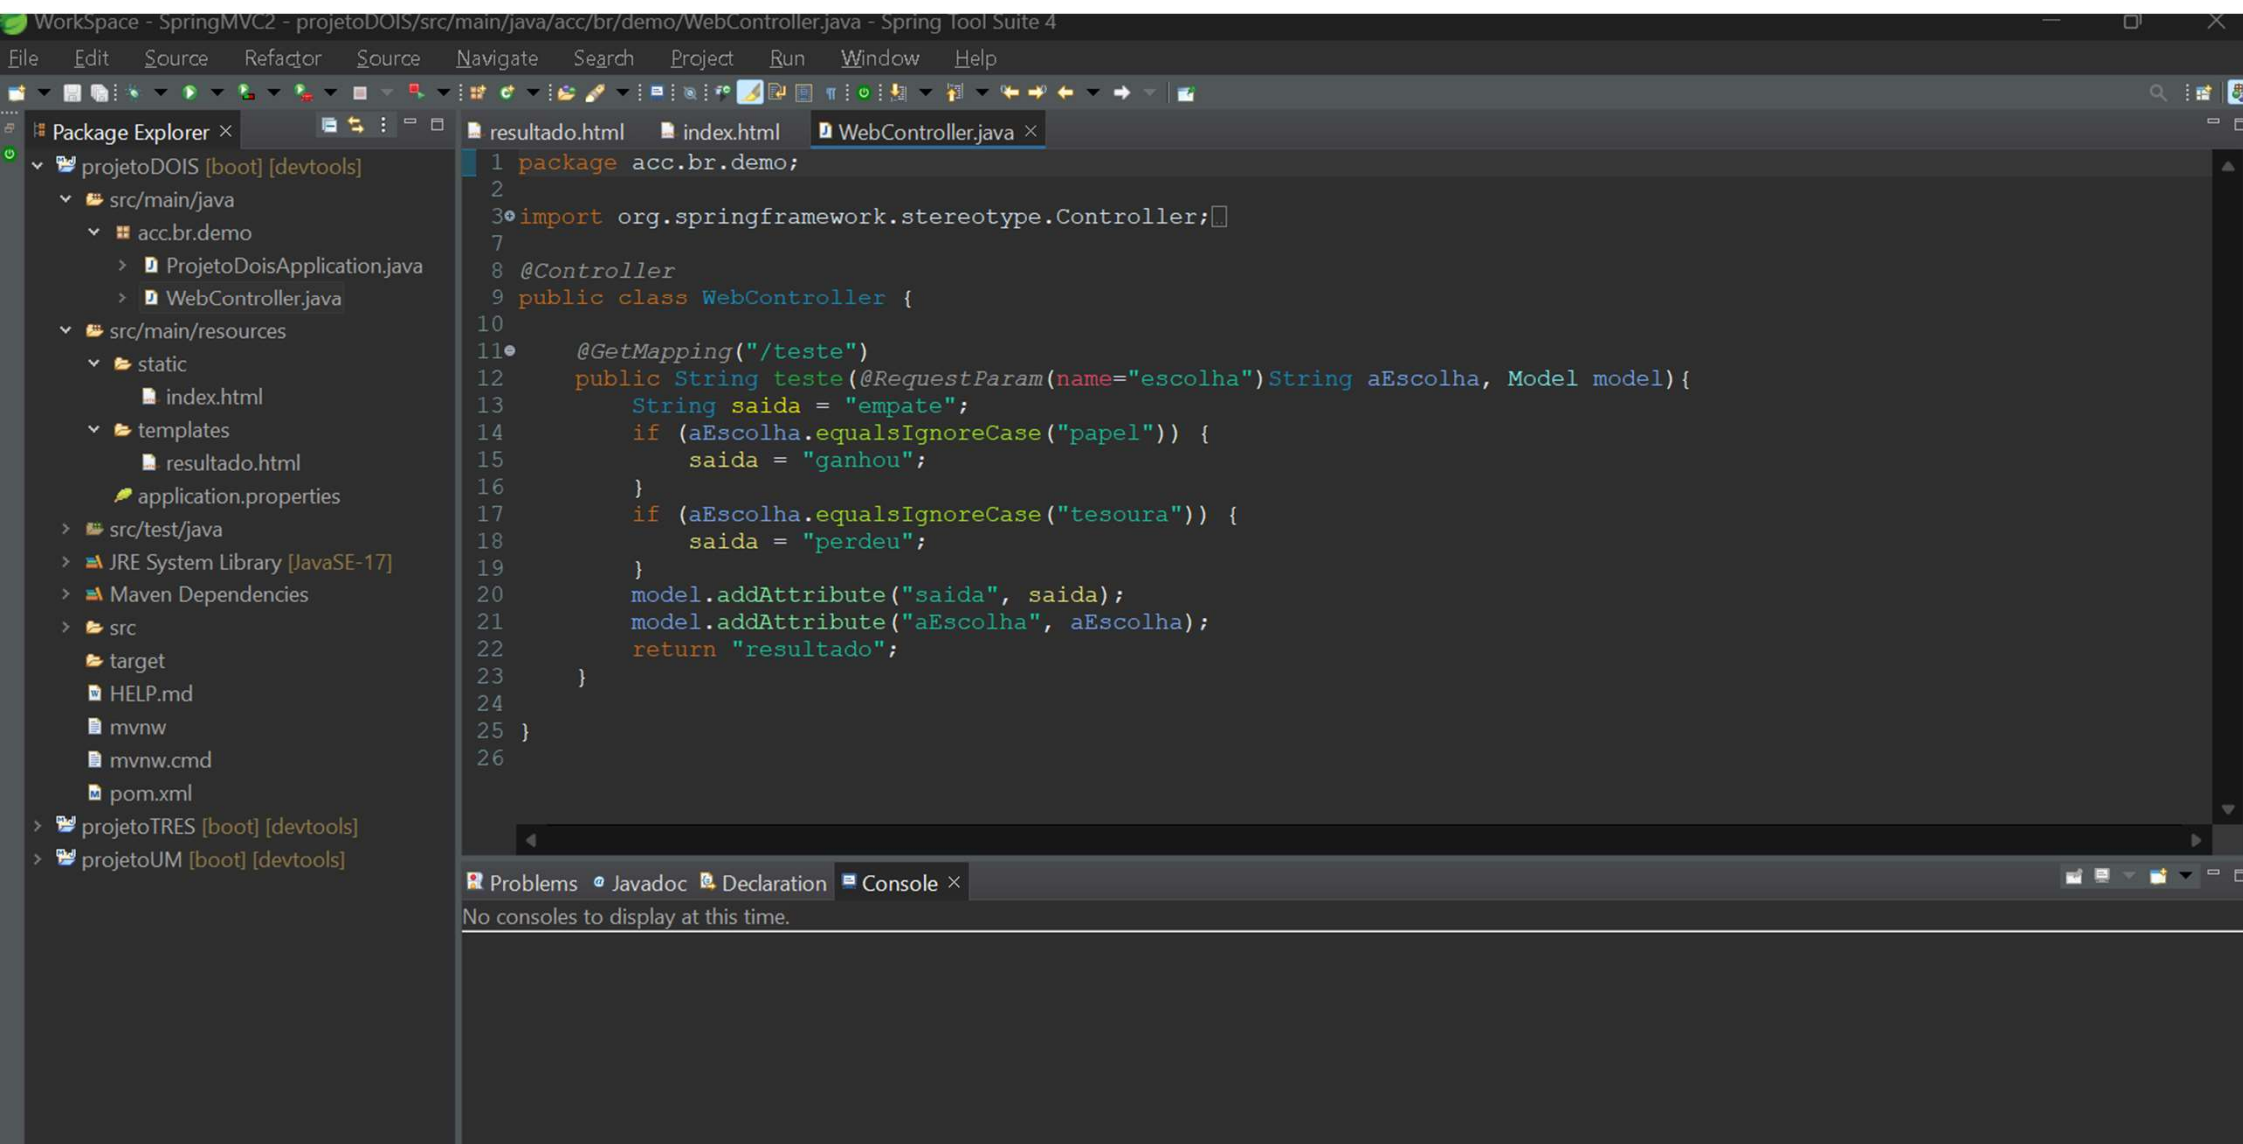 WorkSpace - SpringMVC2 - projetoDOIS/src/main/java/acc/br/demo/WebController.java - Spring Tool Suite 4
File Edit Source Refactor Source Navigate Search Project Run Window Help
Package Explorer
projetoDOIS [boot] [devtools]
src/main/java
acc.br.demo
ProjetoDoisApplication.java
WebController.java
src/main/resources
static
index.html
templates
resultado.html
application.properties
src/test/java
JRE System Library [JavaSE-17]
Maven Dependencies
src
target
HELP.md
mvnw
mvnw.cmd
pom.xml
projetoTRES [boot] [devtools]
projetoUM [boot] [devtools]
resultado.html index.html WebController.java
1 package acc.br.demo;
2
3 import org.springframework.stereotype.Controller;
7
8 @Controller
9 public class WebController {
10
11 @GetMapping("/teste")
12 public String teste(@RequestParam(name="escolha")String aEscolha, Model model){
13 String saida = "empate";
14 if (aEscolha.equalsIgnoreCase("papel")) {
15 saida = "ganhou";
16 }
17 if (aEscolha.equalsIgnoreCase("tesoura")) {
18 saida = "perdeu";
19 }
20 model.addAttribute("saida", saida);
21 model.addAttribute("aEscolha", aEscolha);
22 return "resultado";
23 }
24
25 }
26
Problems Javadoc Declaration Console
No consoles to display at this time.